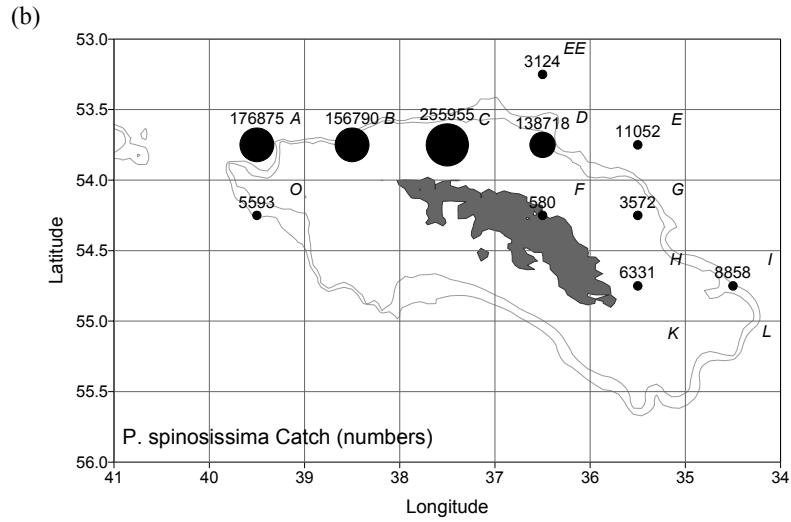 (b)
53.0
EE
3124
53.5
176875 A
156790 B
255955 C
138718 D
11052 E
54.0
5593 O
580 F
3572 G
54.5
6331 H
8858 I
55.0
K
L
55.5
P. spinosissima Catch (numbers)
56.0
41 40 39 38 37 36 35 34
Latitude
Longitude